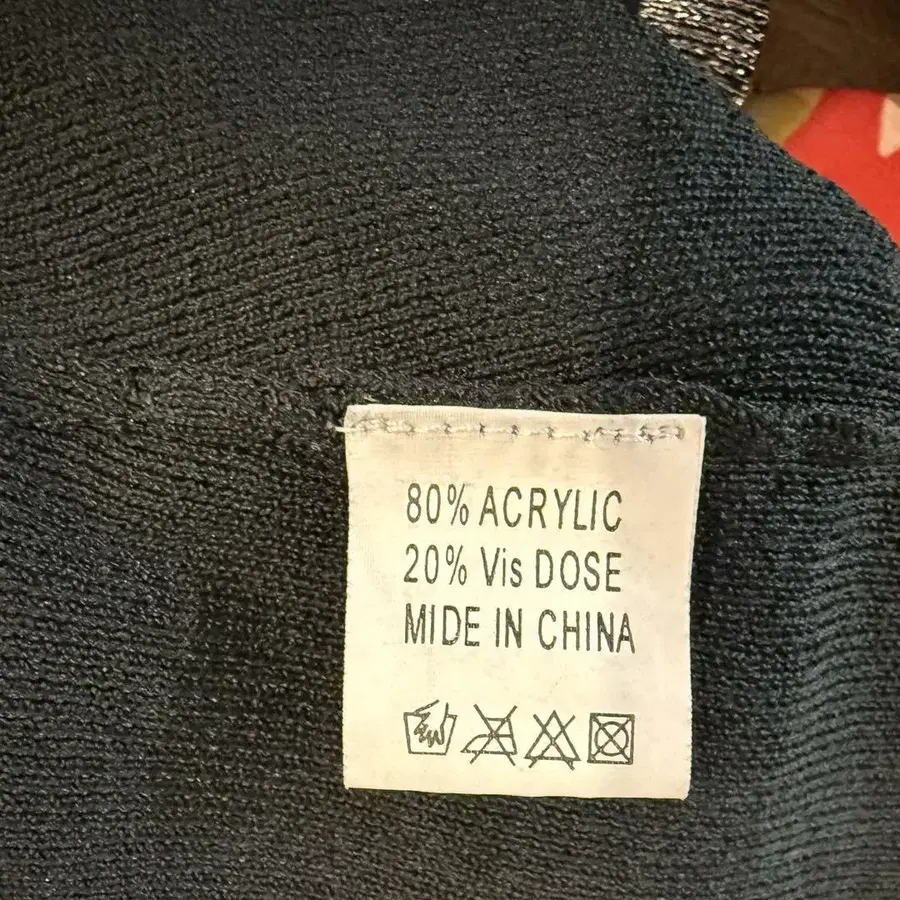 80% ACRYLIC
20% Vis DOSE
MIDE IN CHINA